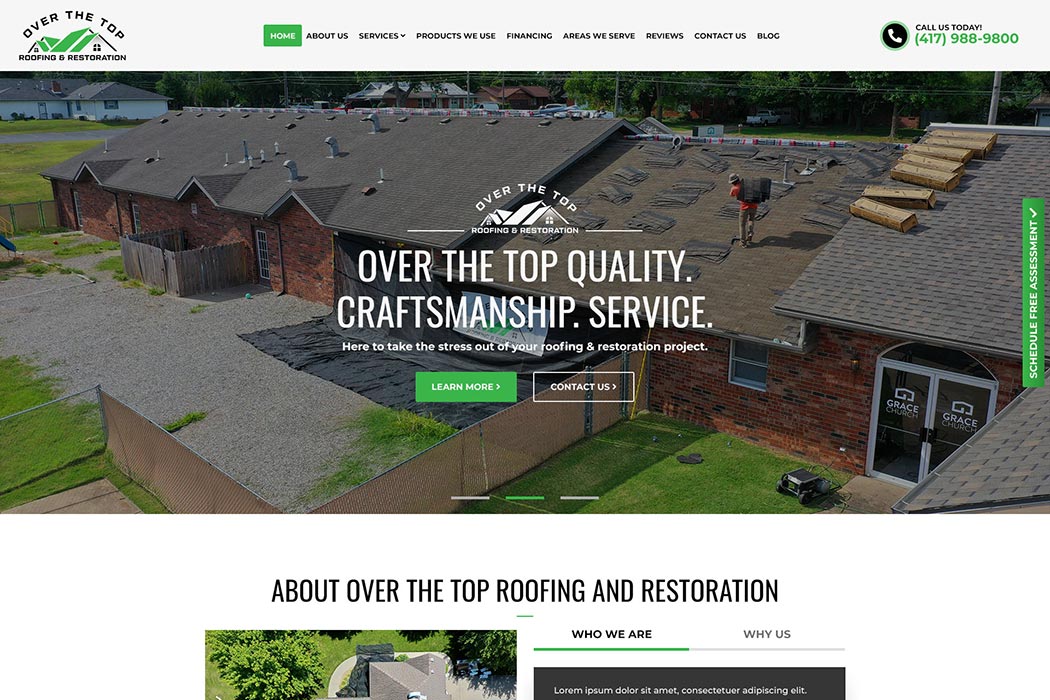 OVER THE TOP
ROOFING & RESTORATION
HOME ABOUT US SERVICES PRODUCTS WE USE FINANCING AREAS WE SERVE REVIEWS CONTACT US BLOG
CALL US TODAY!
(417) 988-9800
OVER THE TOP
ROOFING & RESTORATION
OVER THE TOP QUALITY.
CRAFTSMANSHIP. SERVICE.
Here to take the stress out of your roofing & restoration project.
LEARN MORE
CONTACT US
SCHEDULE FREE ASSESSMENT
GRACE
CHURCH
GRACE
CHURCH
ABOUT OVER THE TOP ROOFING AND RESTORATION
WHO WE ARE
WHY US
Lorem ipsum dolor sit amet, consectetuer adipiscing elit.